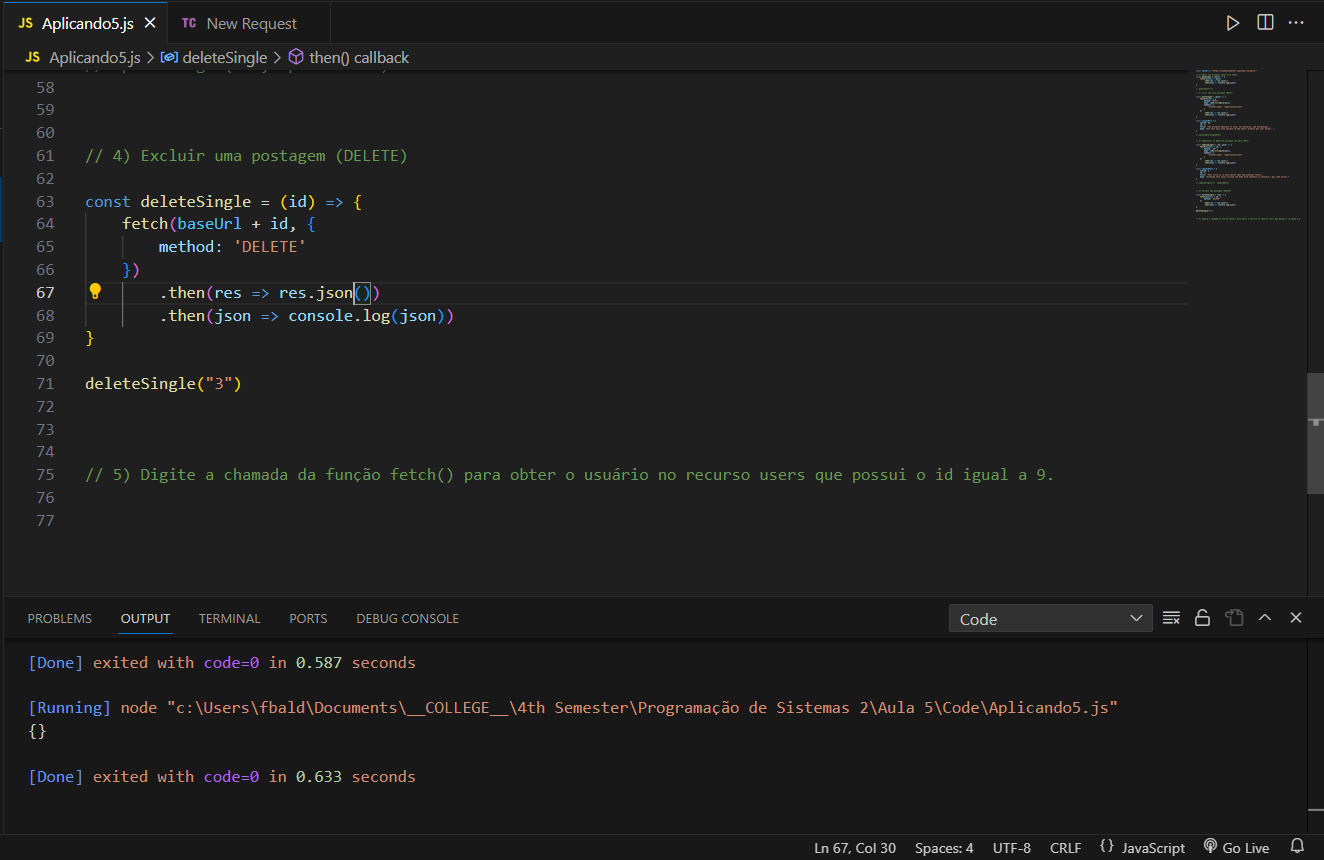 JS Aplicando5.js
TC New Request
JS Aplicando5.js > deleteSingle > then() callback
58
59
60
61 // 4) Excluir uma postagem (DELETE)
62
63 const deleteSingle = (id) => {
64 fetch(baseUrl + id, {
65 method: 'DELETE'
66 })
67 .then(res => res.json())
68 .then(json => console.log(json))
69 }
70
71 deleteSingle("3")
72
73
74
75 // 5) Digite a chamada da função fetch() para obter o usuário no recurso users que possui o id igual a 9.
76
77
PROBLEMS OUTPUT TERMINAL PORTS DEBUG CONSOLE Code
[Done] exited with code=0 in 0.587 seconds
[Running] node "c:\Users\fbald\Documents\__COLLEGE__\4th Semester\Programação de Sistemas 2\Aula 5\Code\Aplicando5.js"
{}
[Done] exited with code=0 in 0.633 seconds
Ln 67, Col 30 Spaces: 4 UTF-8 CRLF {} JavaScript Go Live